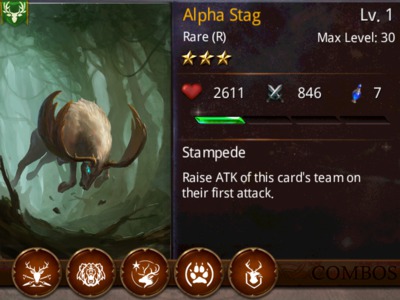 Alpha Stag Lv. 1
Rare (R) Max Level: 30
2611 846 7
Stampede
Raise ATK of this card's team on
their first attack.
COMBOS